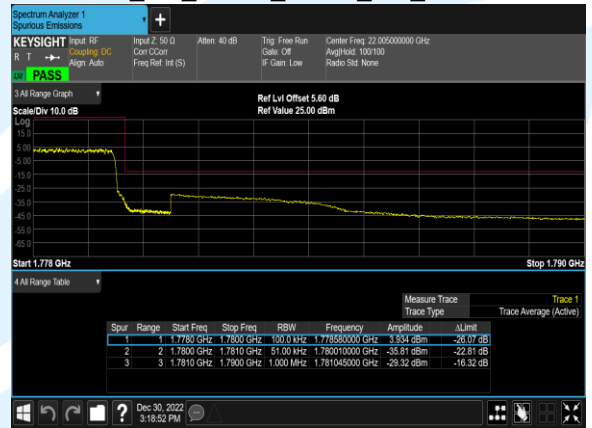 Spectrum Analyzer 1
Spurious Emissions
+
KEYSIGHT Input: RF Input Z: 50 Ω Atten: 40 dB Trig: Free Run Center Freq: 22.005000000 GHz
R T Coupling: DC Corr CCorr Gate: Off Avg|Hold: 100/100
Align: Auto Freq Ref: Int (S) IF Gain: Low Radio Std: None
PASS
3 All Range Graph
Ref Lvl Offset 5.60 dB
Scale/Div 10.0 dB Ref Value 25.00 dBm
Log
15.0
5.00
-5.00
-15.0
-25.0
-35.0
-45.0
-55.0
-65.0
Start 1.778 GHz Stop 1.790 GHz
4 All Range Table
Measure Trace Trace 1
Trace Type Trace Average (Active)
Spur Range Start Freq Stop Freq RBW Frequency Amplitude ΔLimit
1 1 1.7780 GHz 1.7800 GHz 100.0 kHz 1.778580000 GHz 3.934 dBm -26.07 dB
2 2 1.7800 GHz 1.7810 GHz 51.00 kHz 1.780010000 GHz -35.81 dBm -22.81 dB
3 3 1.7810 GHz 1.7900 GHz 1.000 MHz 1.781045000 GHz -29.32 dBm -16.32 dB
? Dec 30, 2022
3:18:52 PM